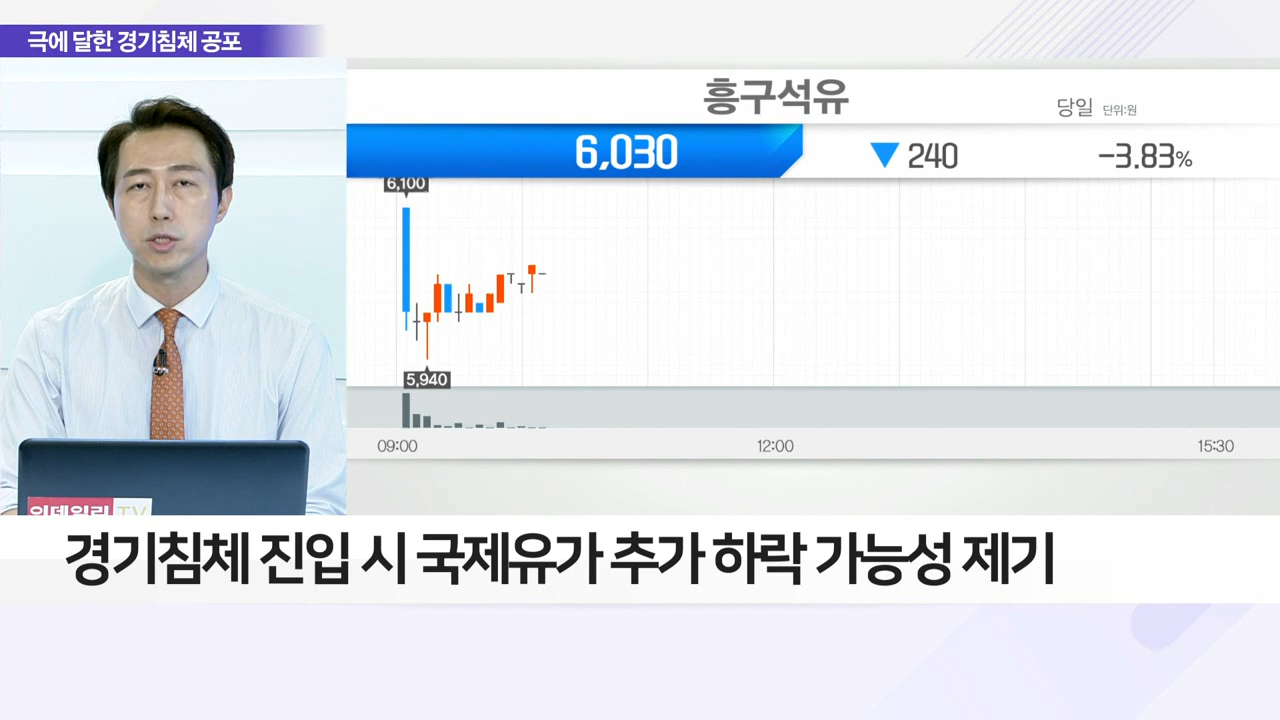 극에 달한 경기침체 공포
흥구석유
당일 단위:원
6,030 ▼ 240 -3.83%
6,100
5,940
09:00 12:00 15:30
TV
경기침체 진입 시 국제유가 추가 하락 가능성 제기